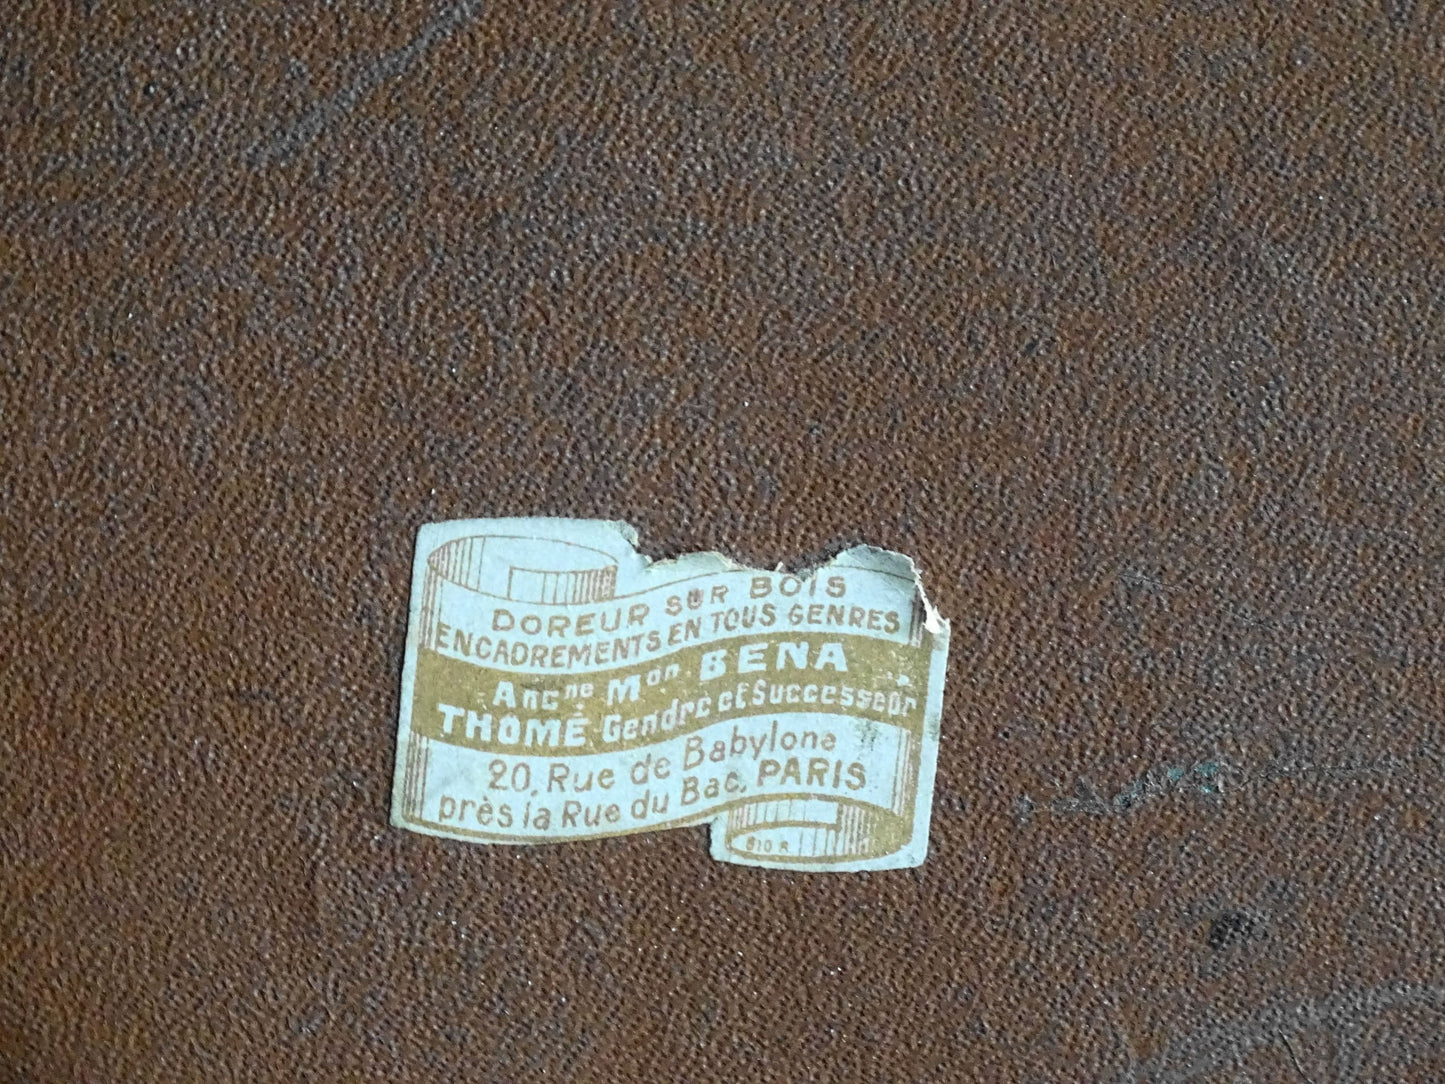 DOREUR SUR BOIS
ENCADREMENTS EN TOUS GENRES
Ancne. Mon. BENA
THOMÉ Gendre et Successeur
20, Rue de Babylone
près la Rue du Bac, PARIS